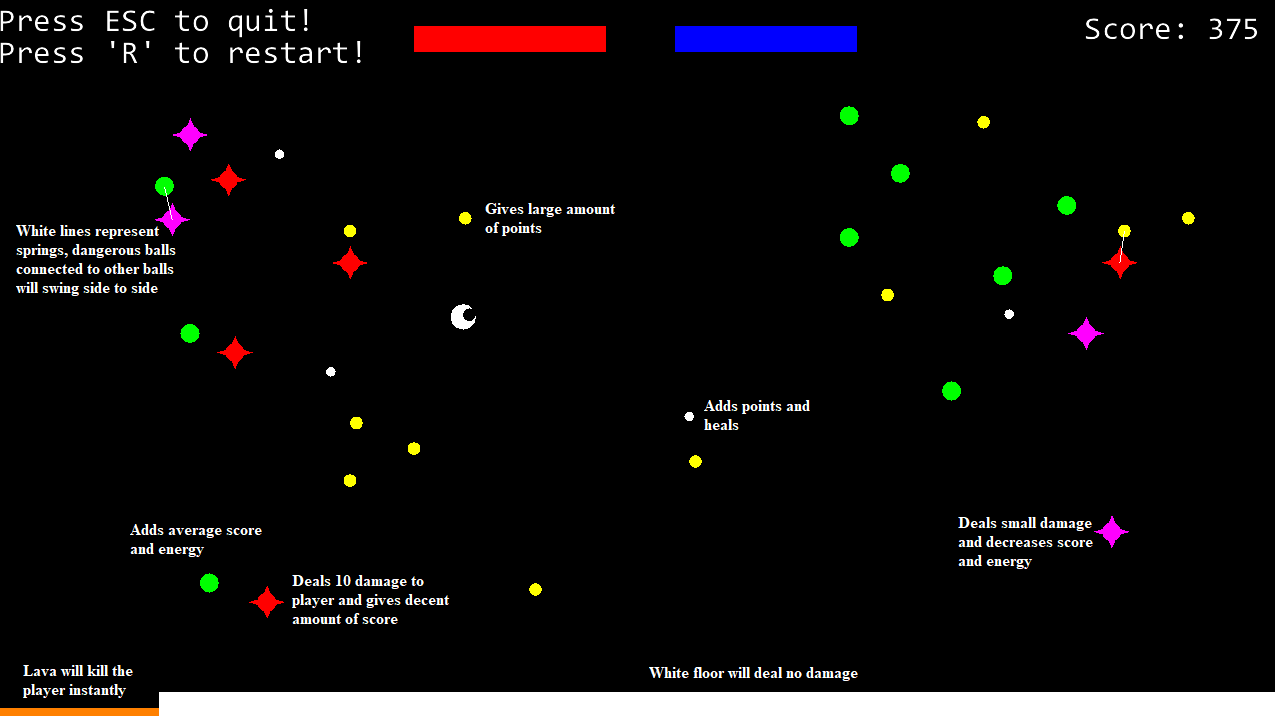 Press ESC to quit!
Press 'R' to restart!
Score: 375
Gives large amount
of points
White lines represent
springs, dangerous balls
connected to other balls
will swing side to side
Adds points and
heals
Adds average score
and energy
Deals small damage
and decreases score
and energy
Deals 10 damage to
player and gives decent
amount of score
Lava will kill the
player instantly
White floor will deal no damage